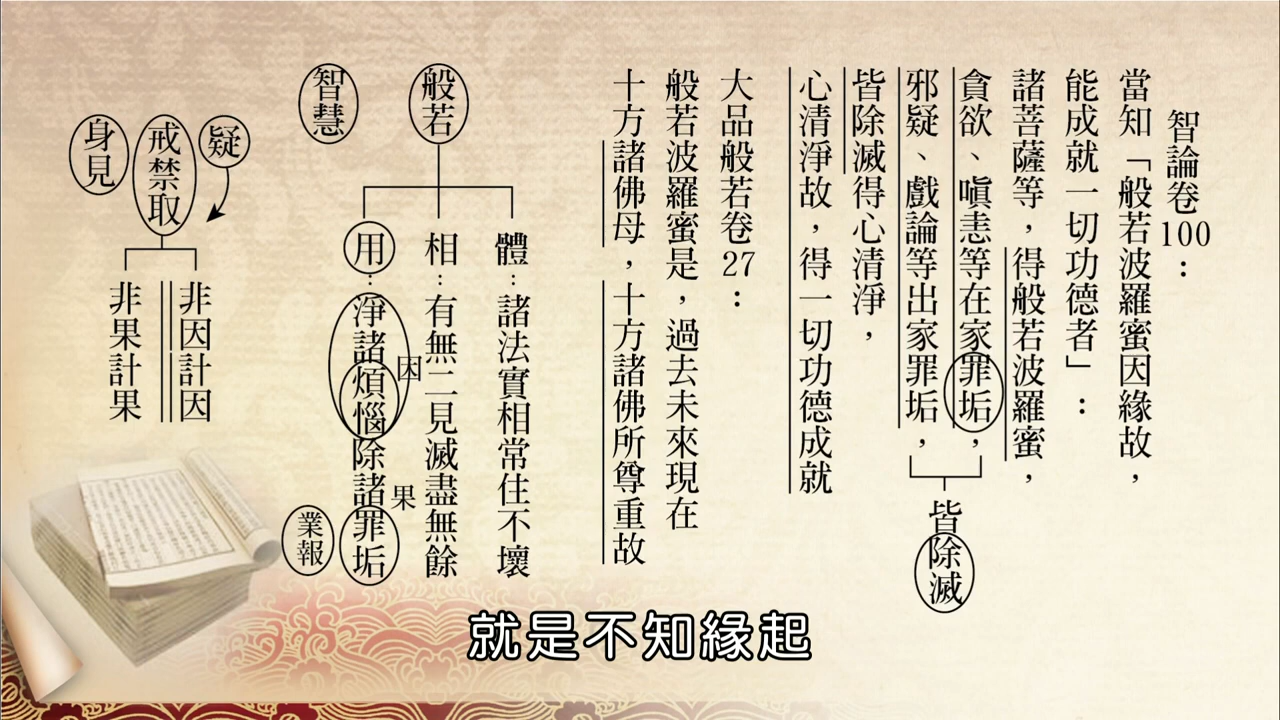 智論卷100：
當知「般若波羅蜜因緣故，
能成就一切功德者」：
諸菩薩等，得般若波羅蜜，
貪欲、嗔恚等在家罪垢，
邪疑、戲論等出家罪垢，
皆除滅
皆除滅得心清淨，
心清淨故，得一切功德成就
大品般若卷27：
般若波羅蜜是，過去未來現在
十方諸佛母，十方諸佛所尊重故
般若
體：諸法實相常住不壞
相：有無二見滅盡無餘
用：淨諸煩惱除諸罪垢
因
果
業報
智慧
疑
戒禁取
身見
非因計因
非果計果
就是不知緣起